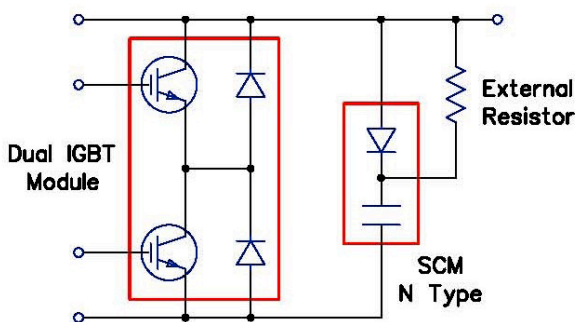 Dual IGBT
Module
External
Resistor
SCM
N Type